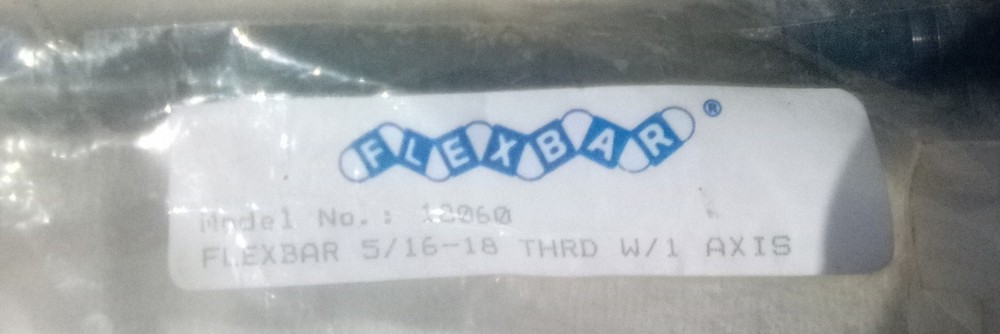 FLEXBAR®
Model No.: 18060
FLEXBAR 5/16-18 THRD W/1 AXIS